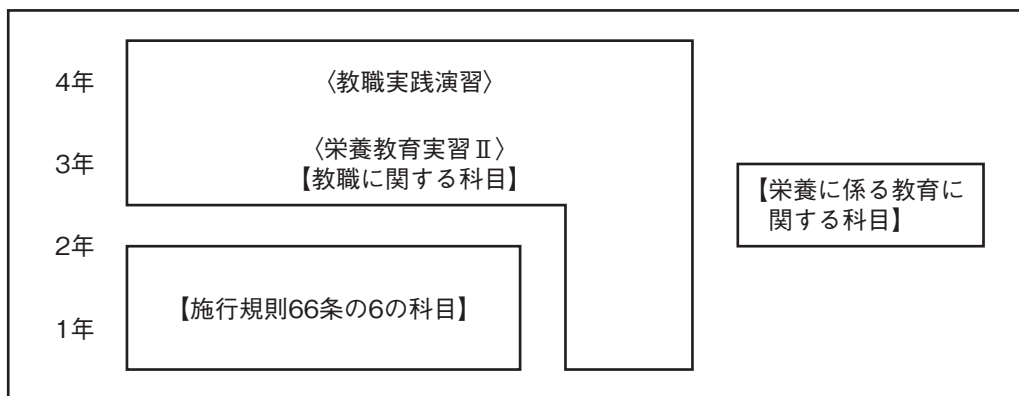 4年
〈教職実践演習〉
3年
〈栄養教育実習Ⅱ〉
【教職に関する科目】
【栄養に係る教育に
関する科目】
2年
【施行規則66条の6の科目】
1年